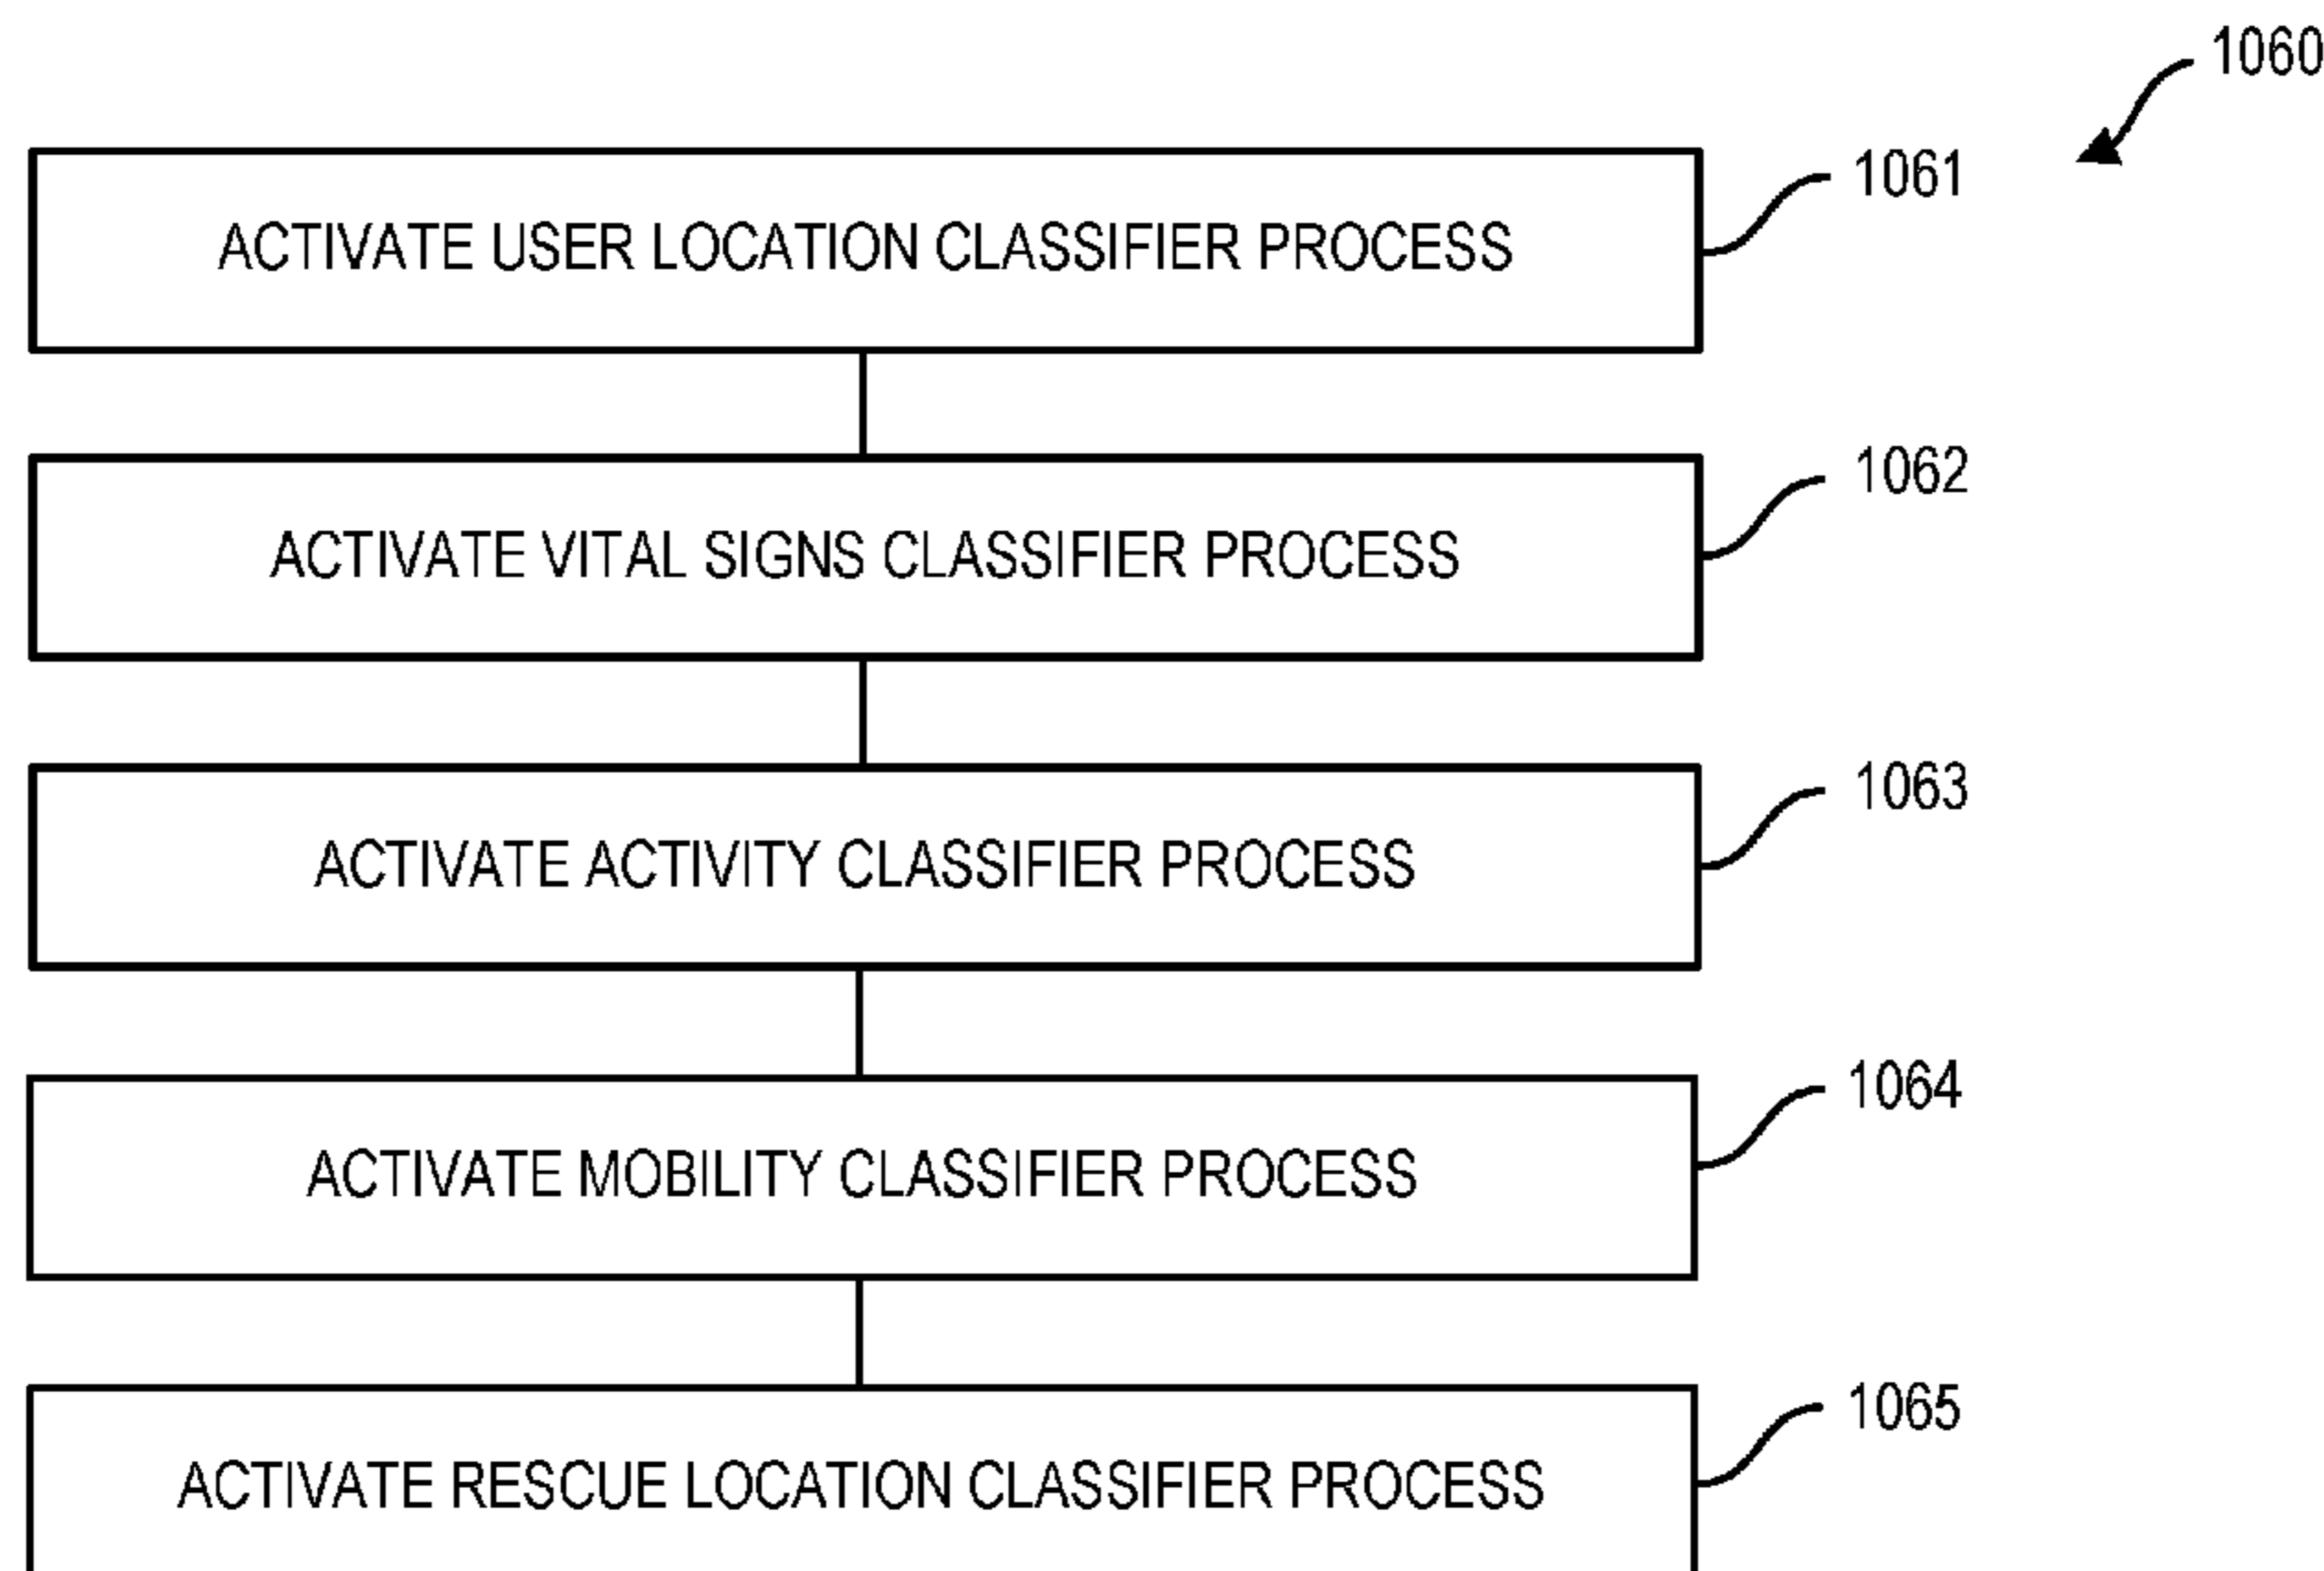 1060
ACTIVATE USER LOCATION CLASSIFIER PROCESS
1061
ACTIVATE VITAL SIGNS CLASSIFIER PROCESS
1062
ACTIVATE ACTIVITY CLASSIFIER PROCESS
1063
ACTIVATE MOBILITY CLASSIFIER PROCESS
1064
ACTIVATE RESCUE LOCATION CLASSIFIER PROCESS
1065